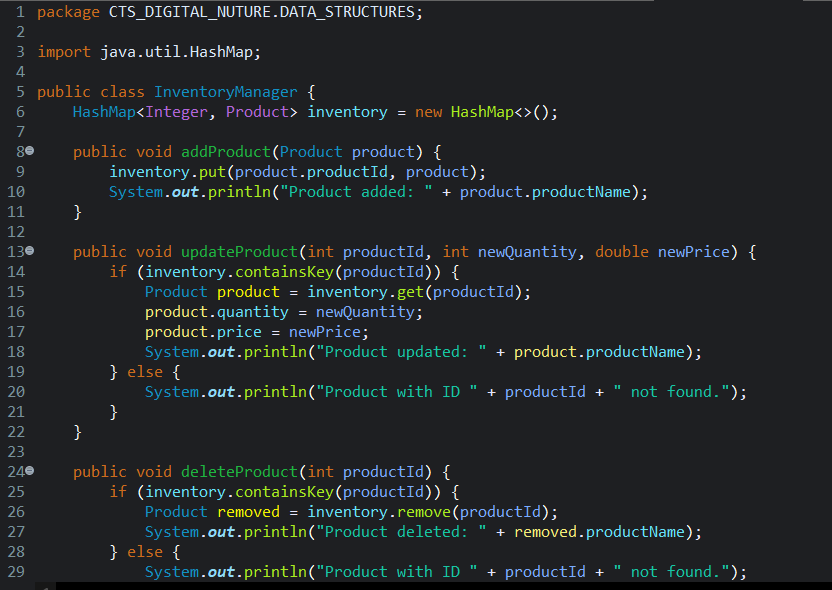 1 package CTS_DIGITAL_NUTURE.DATA_STRUCTURES;
2
3 import java.util.HashMap;
4
5 public class InventoryManager {
6     HashMap<Integer, Product> inventory = new HashMap<>();
7
8     public void addProduct(Product product) {
9         inventory.put(product.productId, product);
10         System.out.println("Product added: " + product.productName);
11     }
12
13     public void updateProduct(int productId, int newQuantity, double newPrice) {
14         if (inventory.containsKey(productId)) {
15             Product product = inventory.get(productId);
16             product.quantity = newQuantity;
17             product.price = newPrice;
18             System.out.println("Product updated: " + product.productName);
19         } else {
20             System.out.println("Product with ID " + productId + " not found.");
21         }
22     }
23
24     public void deleteProduct(int productId) {
25         if (inventory.containsKey(productId)) {
26             Product removed = inventory.remove(productId);
27             System.out.println("Product deleted: " + removed.productName);
28         } else {
29             System.out.println("Product with ID " + productId + " not found.");